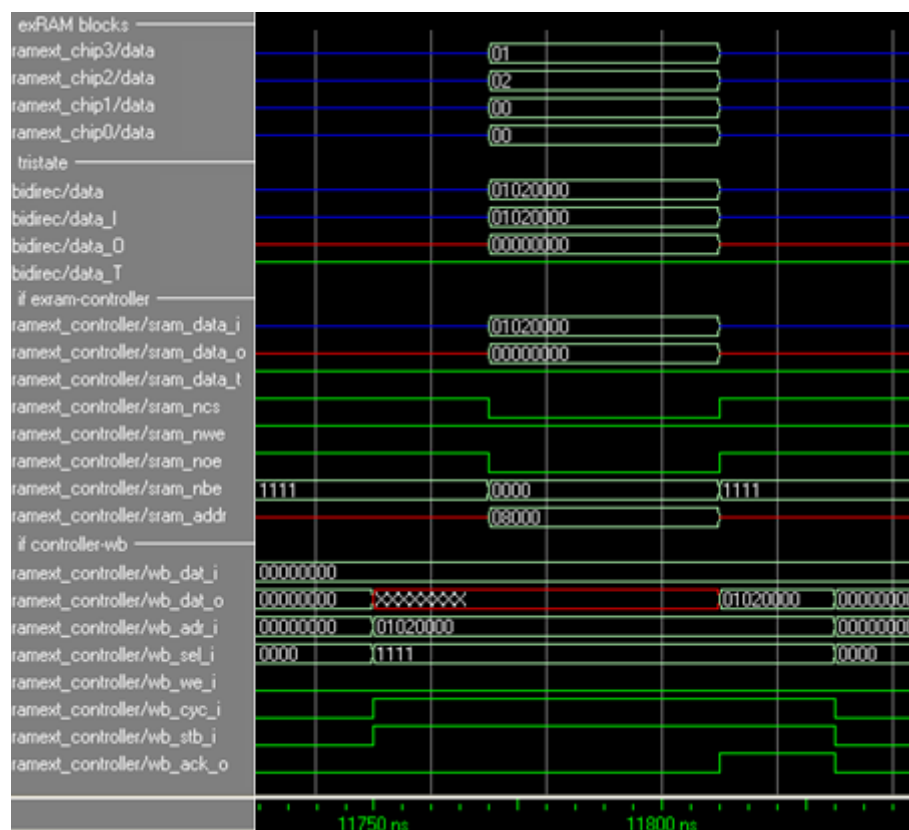 exRAM blocks
ramext_chip3/data 01
ramext_chip2/data 02
ramext_chip1/data 00
ramext_chip0/data 00
tristate
bidirec/data 01020000
bidirec/data_I 01020000
bidirec/data_O 00000000
bidirec/data_T
if exram-controller
ramext_controller/sram_data_i 01020000
ramext_controller/sram_data_o 00000000
ramext_controller/sram_data_t
ramext_controller/sram_ncs
ramext_controller/sram_nwe
ramext_controller/sram_noe
ramext_controller/sram_nbe 1111 0000 1111
ramext_controller/sram_addr 08000
if controller-wb
ramext_controller/wb_dat_i 00000000
ramext_controller/wb_dat_o 00000000 XXXXXXXX 01020000 00000000
ramext_controller/wb_adr_i 00000000 01020000 00000000
ramext_controller/wb_sel_i 0000 1111 0000
ramext_controller/wb_we_i
ramext_controller/wb_cyc_i
ramext_controller/wb_stb_i
ramext_controller/wb_ack_o
11750 ns 11800 ns